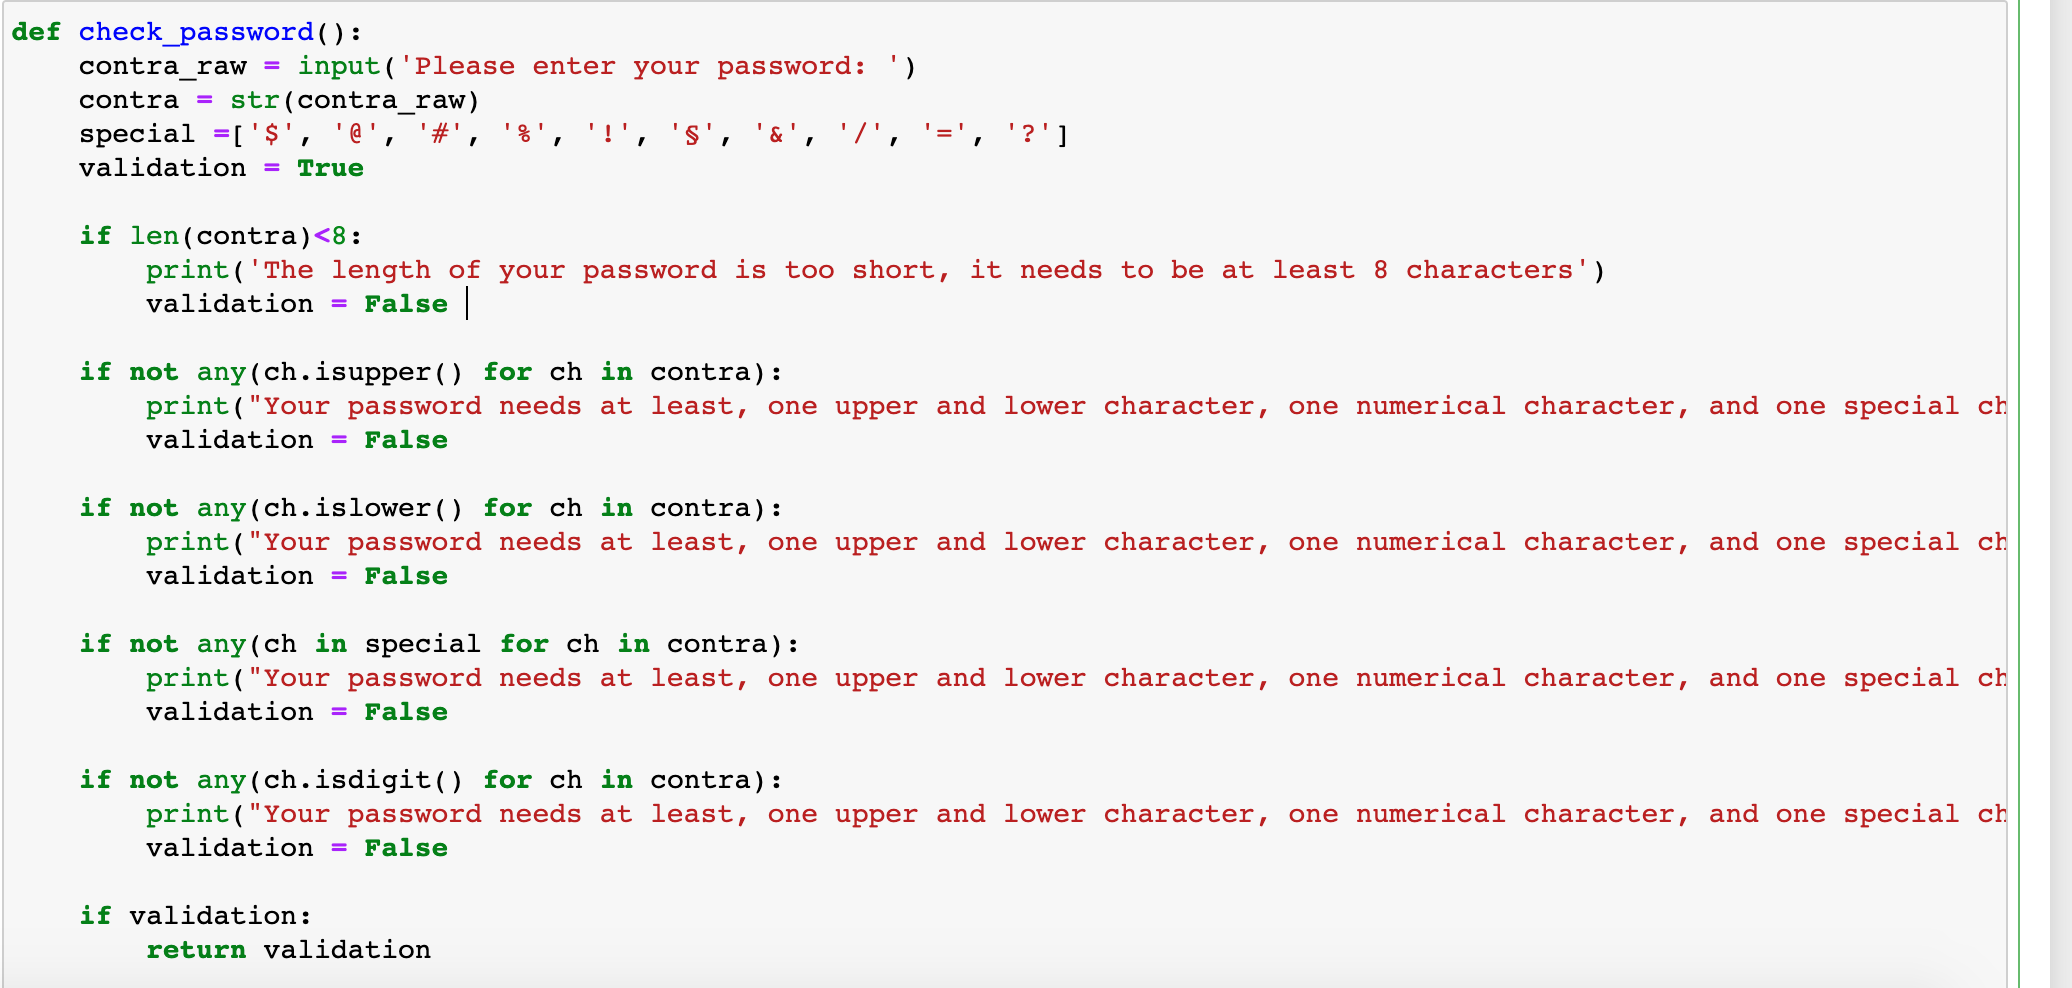 def check_password():
    contra_raw = input('Please enter your password: ')
    contra = str(contra_raw)
    special =['$', '@', '#', '%', '!', '§', '&', '/', '=', '?']
    validation = True
    if len(contra)<8:
        print('The length of your password is too short, it needs to be at least 8 characters')
        validation = False
    if not any(ch.isupper() for ch in contra):
        print("Your password needs at least, one upper and lower character, one numerical character, and one special ch
        validation = False
    if not any(ch.islower() for ch in contra):
        print("Your password needs at least, one upper and lower character, one numerical character, and one special ch
        validation = False
    if not any(ch in special for ch in contra):
        print("Your password needs at least, one upper and lower character, one numerical character, and one special ch
        validation = False
    if not any(ch.isdigit() for ch in contra):
        print("Your password needs at least, one upper and lower character, one numerical character, and one special ch
        validation = False
    if validation:
        return validation